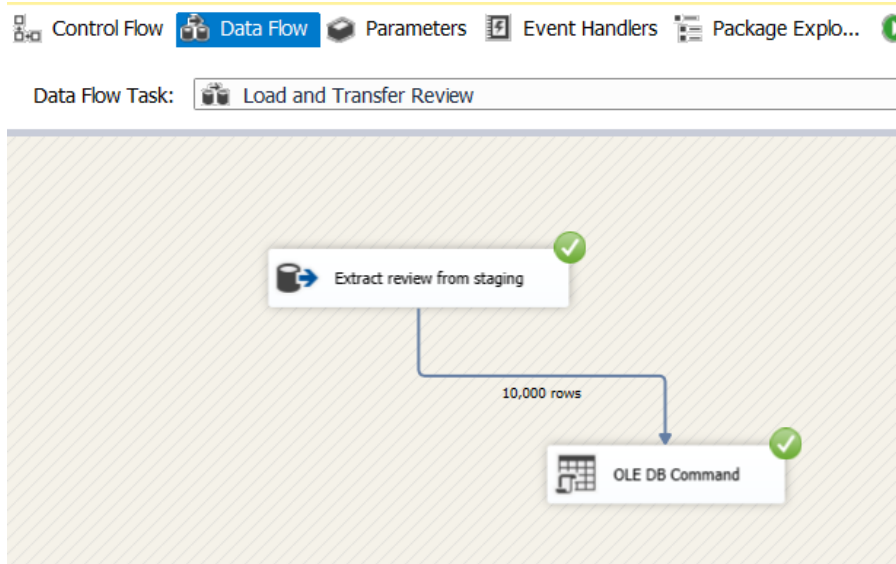 Control Flow Data Flow Parameters Event Handlers Package Explo...
Data Flow Task: Load and Transfer Review
Extract review from staging
10,000 rows
OLE DB Command